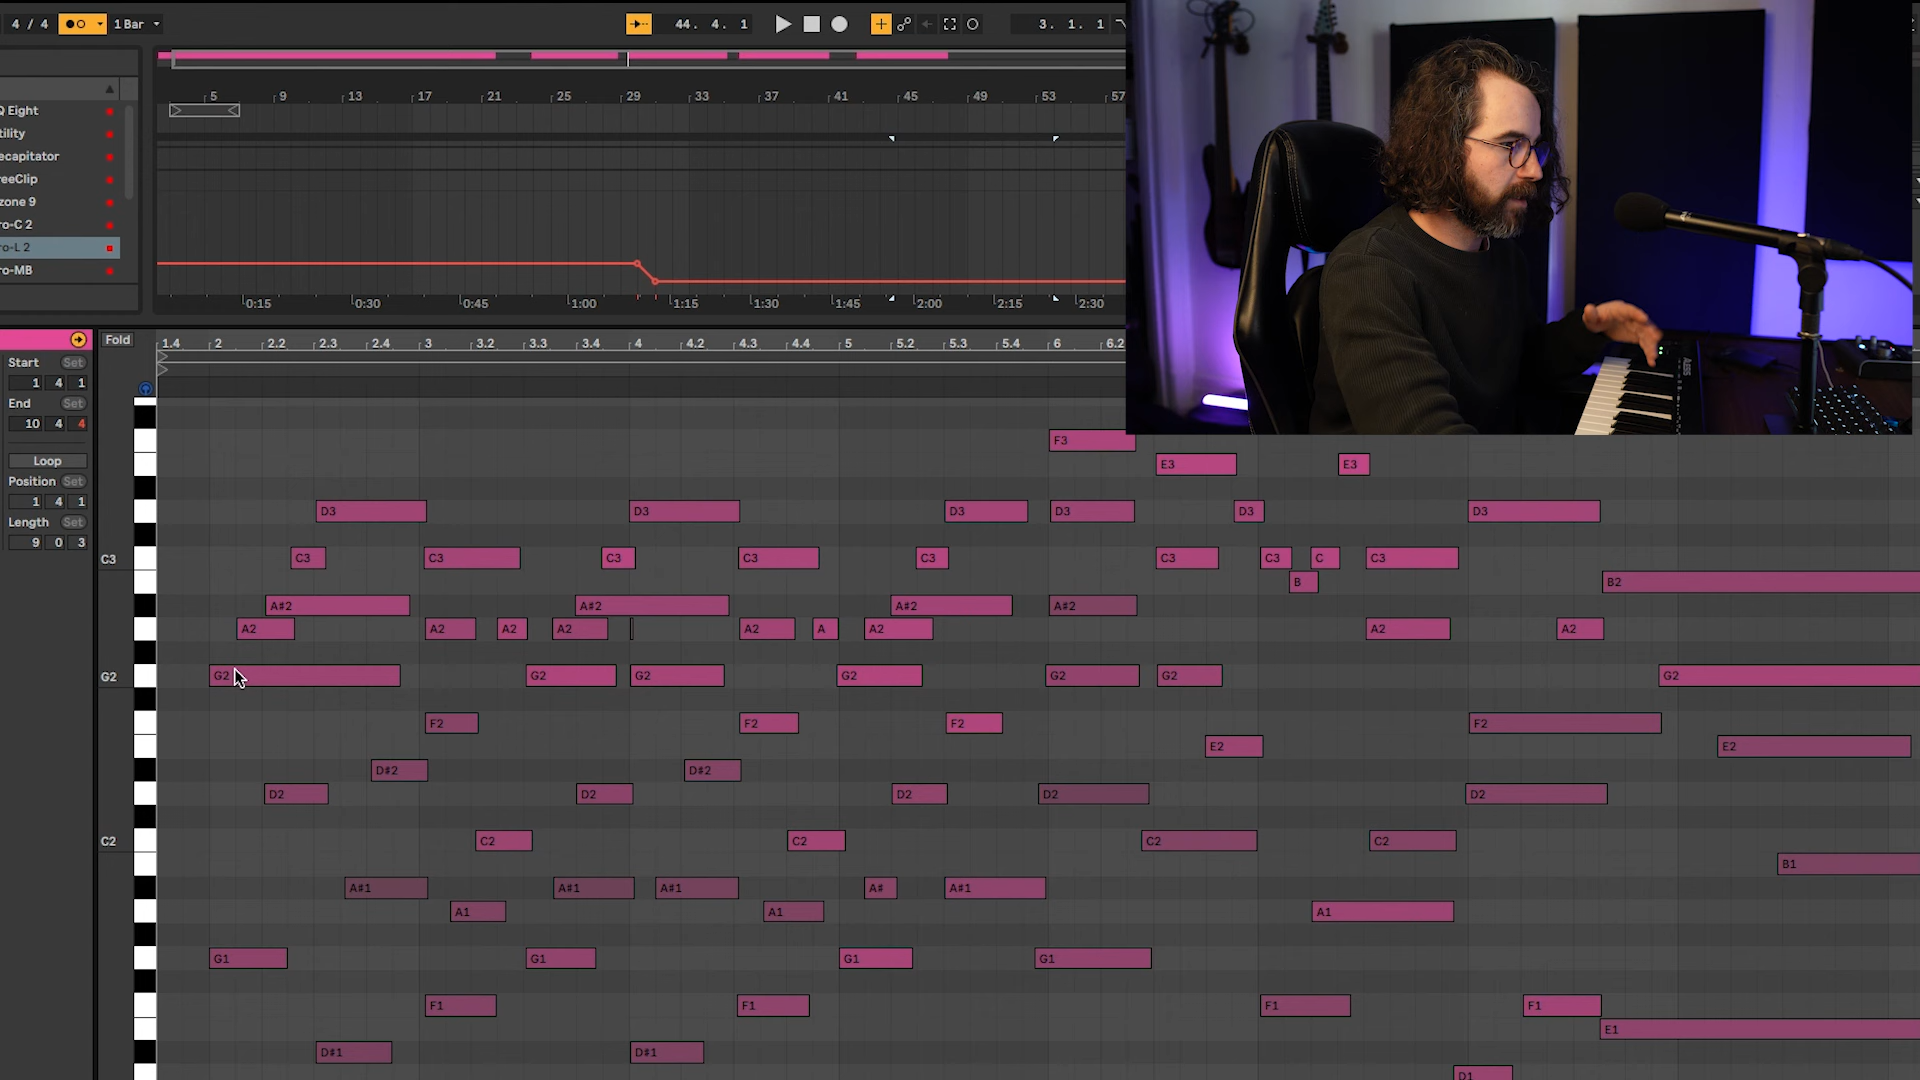 4 / 4 1 Bar 44. 4. 1 3. 1. 1
5 9 13 17 21 25 29 33 37 41 45 49 53 57
Q Eight
tility
ecapitator
reeClip
zone 9
ro-C 2
ro-L 2
ro-MB
0:15 0:30 0:45 1:00 1:15 1:30 1:45 2:00 2:15 2:30
Fold 1.4 2 2.2 2.3 2.4 3 3.2 3.3 3.4 4 4.2 4.3 4.4 5 5.2 5.3 5.4 6 6.2
Start Set
1 4 1
End Set
10 4 4
Loop
Position Set
1 4 1
Length Set
9 0 3
F3
E3 E3
D3 D3 D3 D3 D3 D3
C3 C3 C3 C3 C3 C3 C3 C3 C C3
B B2
A#2 A#2 A#2 A#2
A2 A2 A2 A2 A2 A A2 A2 A2
G2 G2 G2 G2 G2 G2 G2 G2
F2 F2 F2 F2
E2 E2
D#2 D#2
D2 D2 D2 D2 D2
C2 C2 C2 C2 C2
B1
A#1 A#1 A#1 A# A#1
A1 A1 A1
G1 G1 G1 G1
F1 F1 F1 F1
E1
D#1 D#1
D1